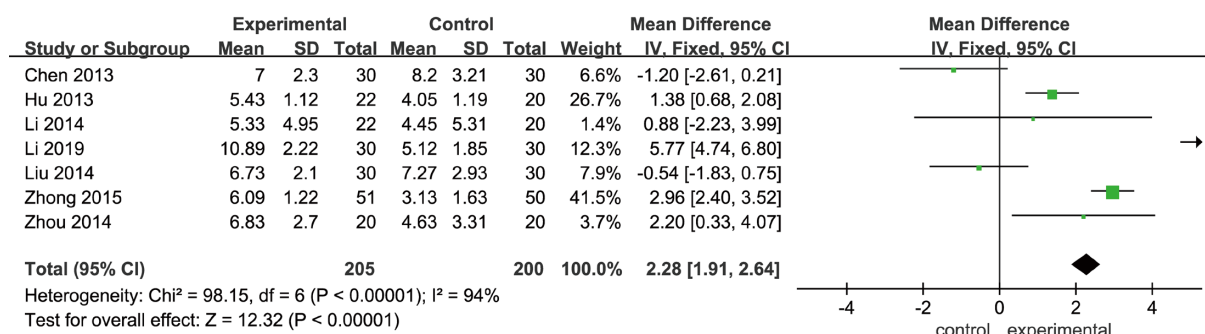 Experimental Control Mean Difference Mean Difference
Study or Subgroup Mean SD Total Mean SD Total Weight IV, Fixed, 95% CI IV, Fixed, 95% CI
Chen 2013 7 2.3 30 8.2 3.21 30 6.6% -1.20 [-2.61, 0.21]
Hu 2013 5.43 1.12 22 4.05 1.19 20 26.7% 1.38 [0.68, 2.08]
Li 2014 5.33 4.95 22 4.45 5.31 20 1.4% 0.88 [-2.23, 3.99]
Li 2019 10.89 2.22 30 5.12 1.85 30 12.3% 5.77 [4.74, 6.80]
Liu 2014 6.73 2.1 30 7.27 2.93 30 7.9% -0.54 [-1.83, 0.75]
Zhong 2015 6.09 1.22 51 3.13 1.63 50 41.5% 2.96 [2.40, 3.52]
Zhou 2014 6.83 2.7 20 4.63 3.31 20 3.7% 2.20 [0.33, 4.07]
Total (95% CI) 205 200 100.0% 2.28 [1.91, 2.64]
Heterogeneity: Chi² = 98.15, df = 6 (P < 0.00001); I² = 94%
Test for overall effect: Z = 12.32 (P < 0.00001)
-4 -2 0 2 4
control experimental